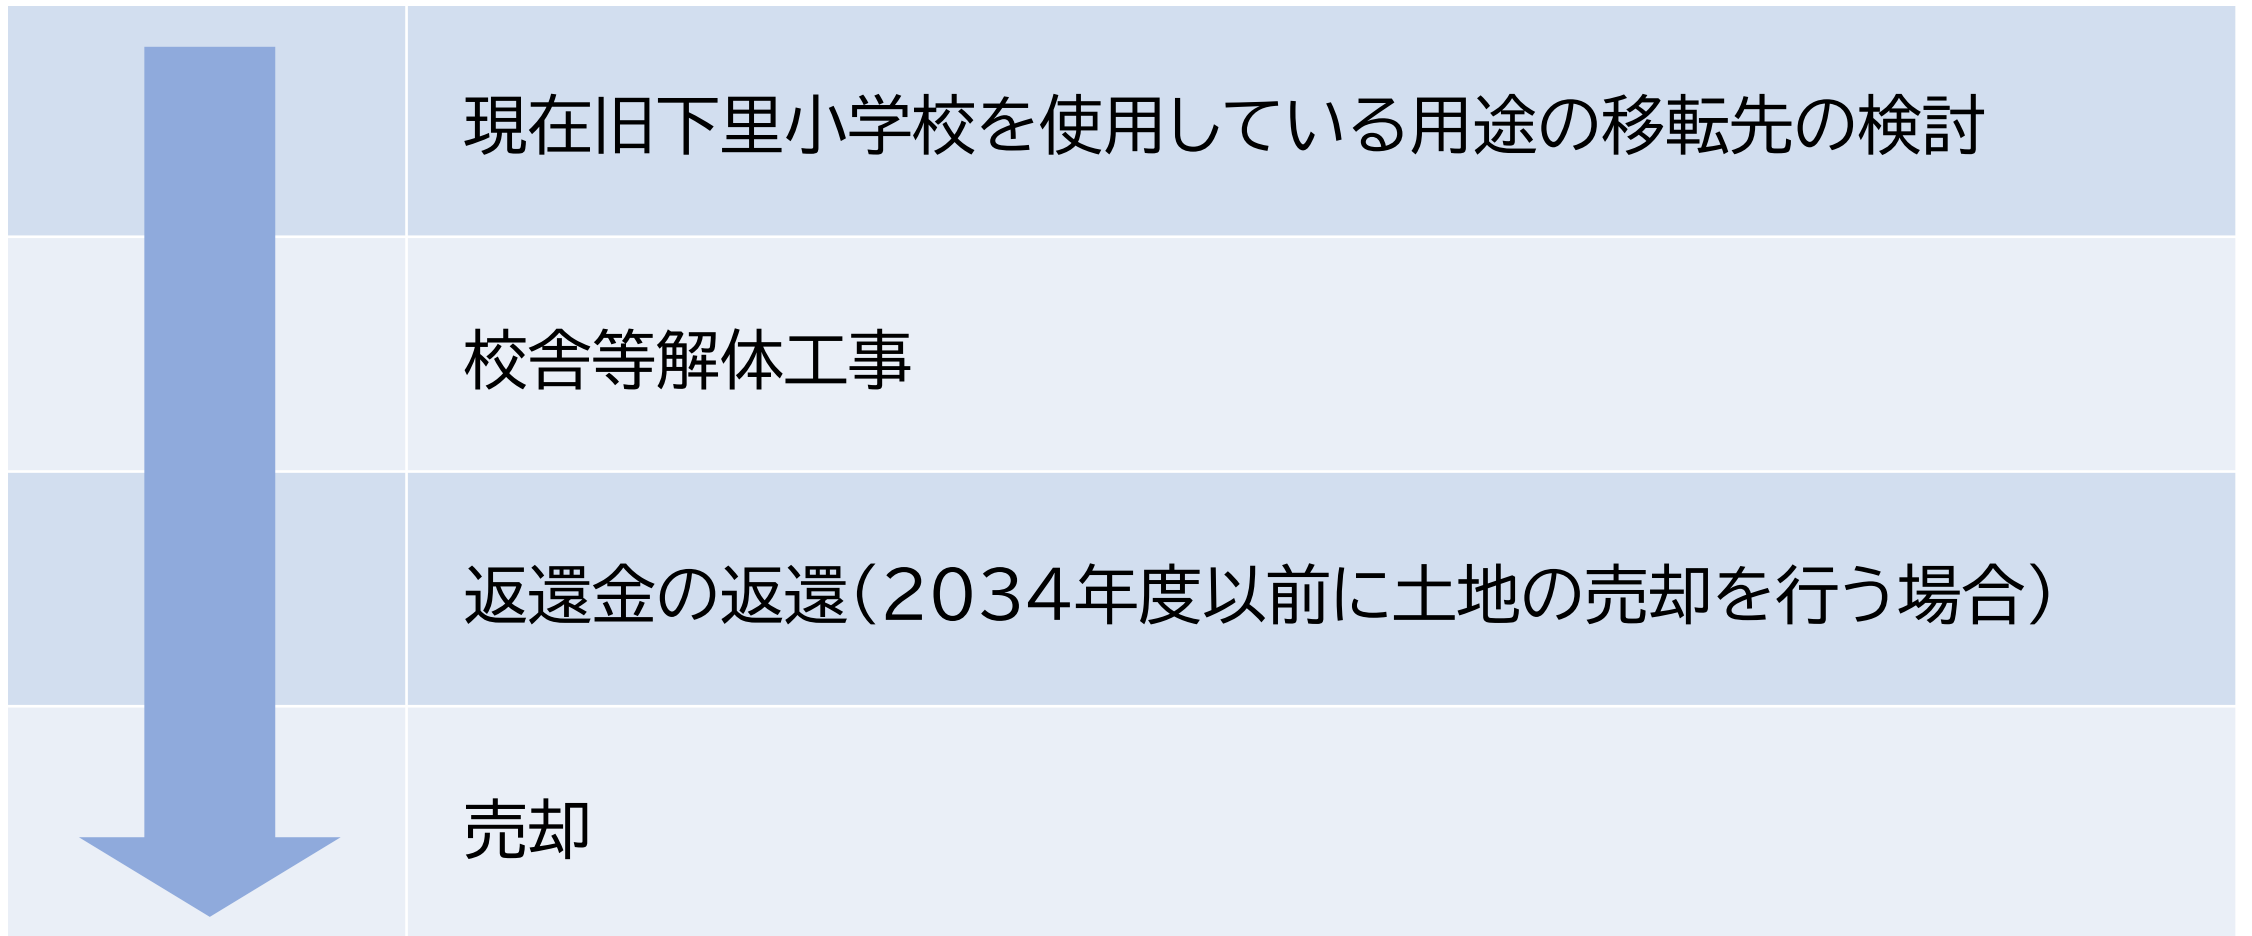 現在旧下里小学校を使用している用途の移転先の検討
校舎等解体工事
返還金の返還（２０３４年度以前に土地の売却を行う場合）
売却